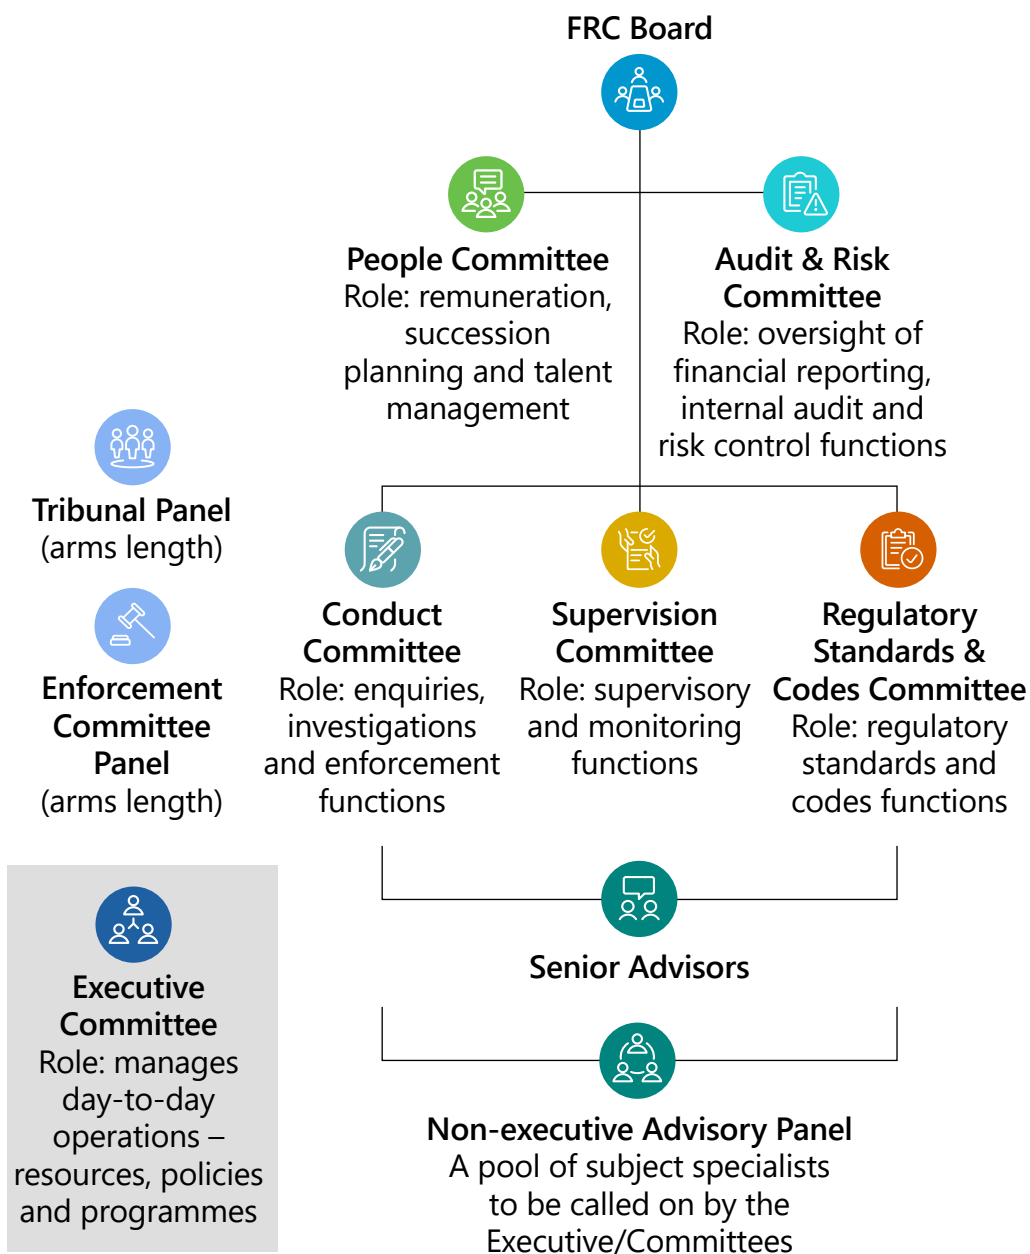 FRC Board
People Committee
Role: remuneration,
succession
planning and talent
management
Audit & Risk
Committee
Role: oversight of
financial reporting,
internal audit and
risk control functions
Tribunal Panel
(arms length)
Enforcement
Committee
Panel
(arms length)
Conduct
Committee
Role: enquiries,
investigations
and enforcement
functions
Supervision
Committee
Role: supervisory
and monitoring
functions
Regulatory
Standards &
Codes Committee
Role: regulatory
standards and
codes functions
Executive
Committee
Role: manages
day-to-day
operations –
resources, policies
and programmes
Senior Advisors
Non-executive Advisory Panel
A pool of subject specialists
to be called on by the
Executive/Committees